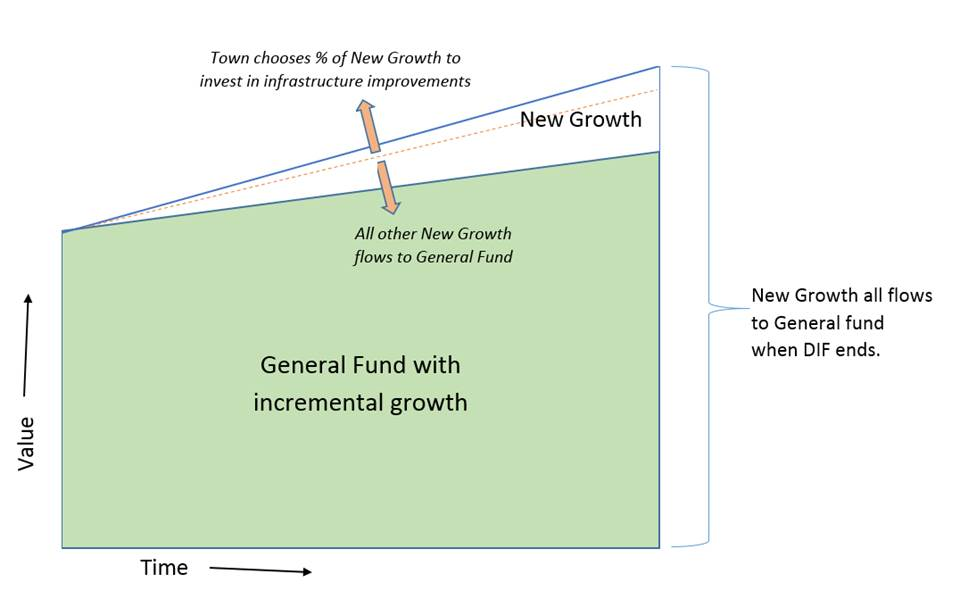 Town chooses % of New Growth to
invest in infrastructure improvements
New Growth
All other New Growth
flows to General Fund
New Growth all flows
to General fund
when DIF ends.
General Fund with
incremental growth
Value
Time